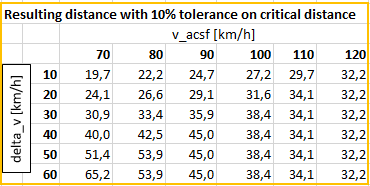 Resulting distance with 10% tolerance on critical distance
v_acsf [km/h]
70 80 90 100 110 120
delta_v [km/h]
10 19,7 22,2 24,7 27,2 29,7 32,2
20 24,1 26,6 29,1 31,6 34,1 32,2
30 30,9 33,4 35,9 38,4 34,1 32,2
40 40,0 42,5 45,0 38,4 34,1 32,2
50 51,4 53,9 45,0 38,4 34,1 32,2
60 65,2 53,9 45,0 38,4 34,1 32,2